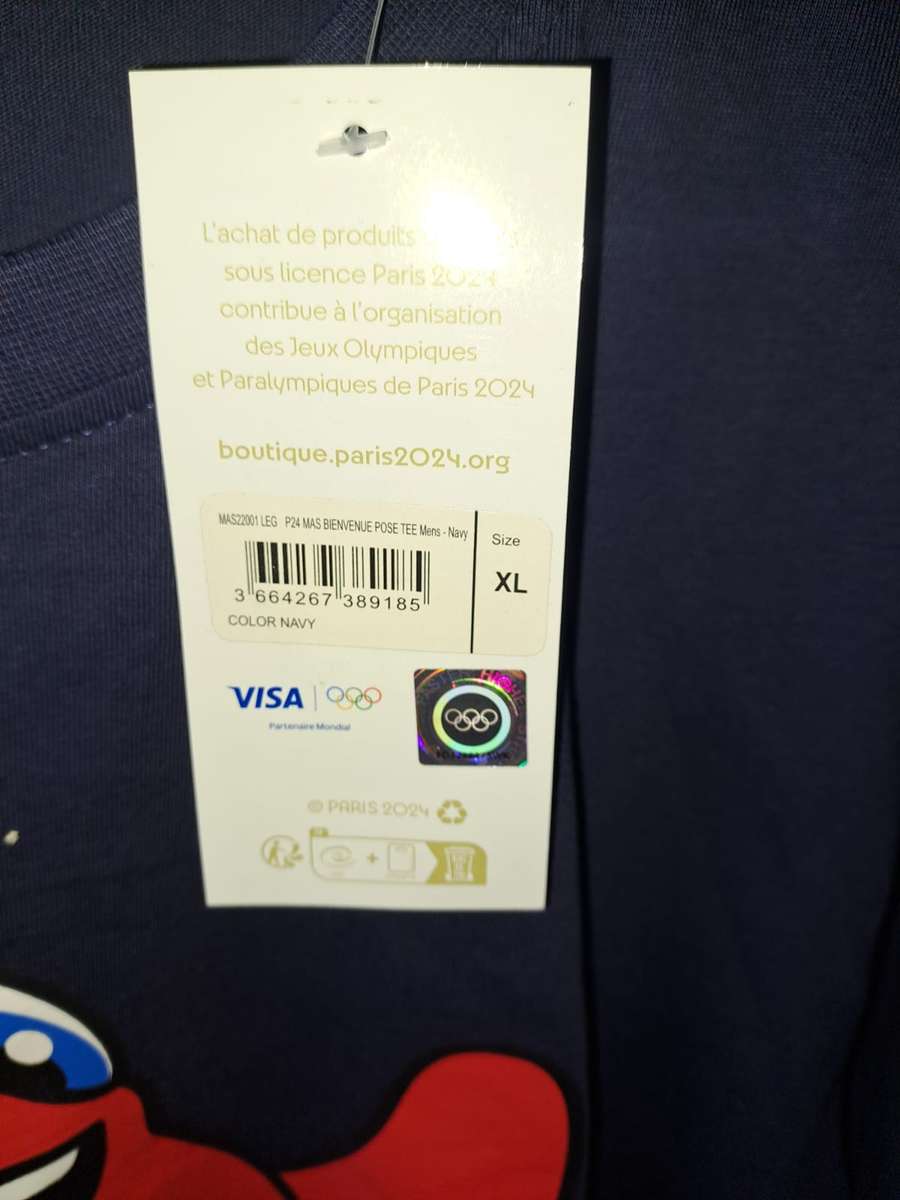 L'achat de produits
sous licence Paris 2024
contribue à l'organisation
des Jeux Olympiques
et Paralympiques de Paris 2024
boutique.paris2024.org
MAS22001 LEG P24 MAS BIENVENUE POSE TEE Mens - Navy
Size
XL
3 664267 389185
COLOR NAVY
VISA
Partenaire Mondial
© PARIS 2024